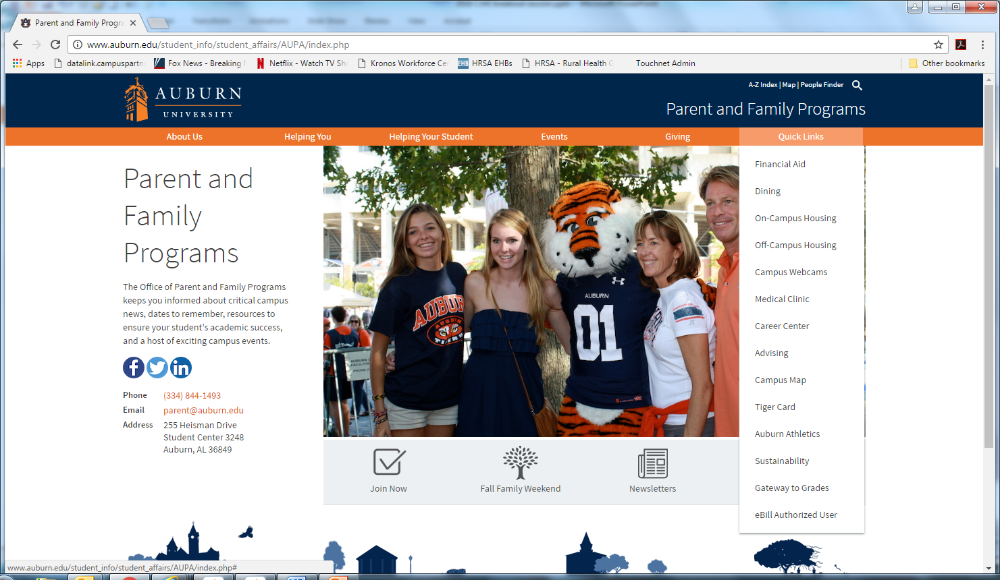 Parent and Family Progra
www.auburn.edu/student_info/student_affairs/AUPA/index.php
Apps
datalink.campuspartn
Fox News - Breaking
Netflix - Watch TV Sh
Kronos Workforce Ce
EHB HRSA EHBs
HRSA - Rural Health
Touchnet Admin
Other bookmarks
AUBURN
UNIVERSITY
A-Z Index | Map | People Finder
Parent and Family Programs
About Us
Helping You
Helping Your Student
Events
Giving
Quick Links
Parent and
Family
Programs
The Office of Parent and Family Programs
keeps you informed about critical campus
news, dates to remember, resources to
ensure your student's academic success,
and a host of exciting campus events.
Phone (334) 844-1493
Email parent@auburn.edu
Address 255 Heisman Drive
Student Center 3248
Auburn, AL 36849
AUBURN
TIGERS
AUBURN
01
Financial Aid
Dining
On-Campus Housing
Off-Campus Housing
Campus Webcams
Medical Clinic
Career Center
Advising
Campus Map
Tiger Card
Auburn Athletics
Sustainability
Gateway to Grades
eBill Authorized User
Join Now
Fall Family Weekend
Newsletters
www.auburn.edu/student_info/student_affairs/AUPA/index.php#